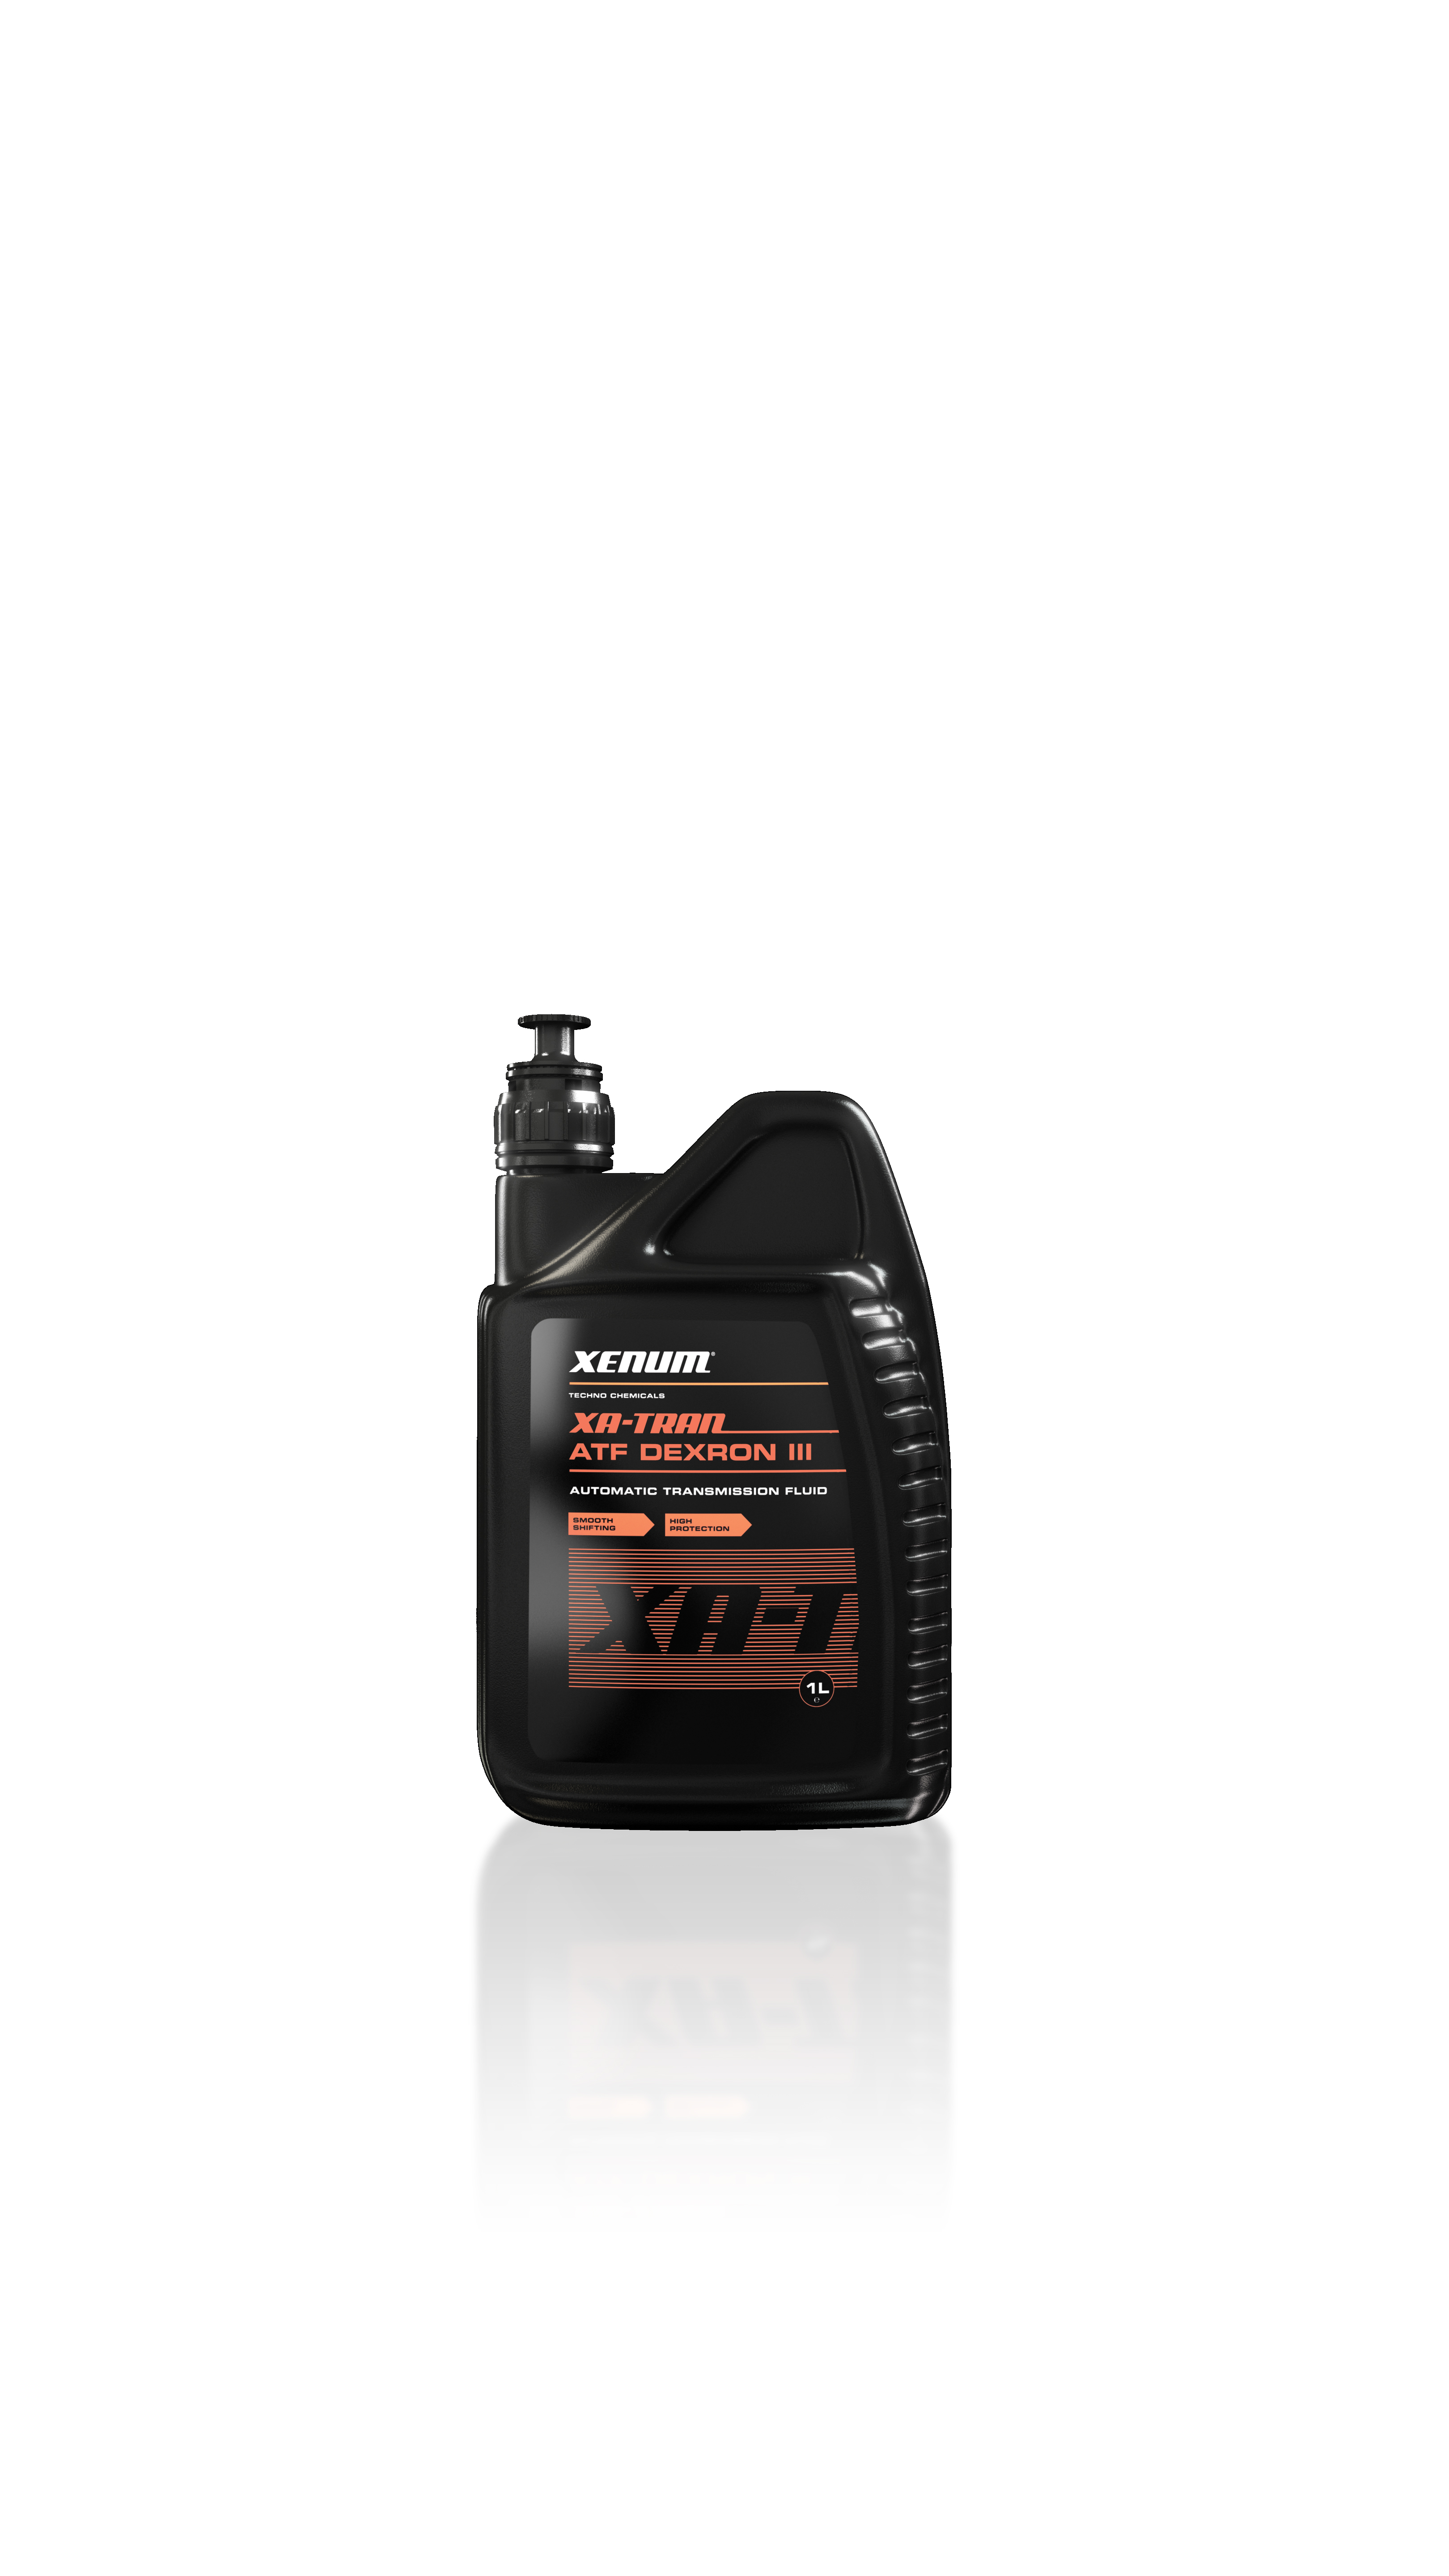 XENUM®
TECHNO CHEMICALS
XA-TRAN
ATF DEXRON III
AUTOMATIC TRANSMISSION FLUID
SMOOTH
SHIFTING
HIGH
PROTECTION
XA-T
1L
℮